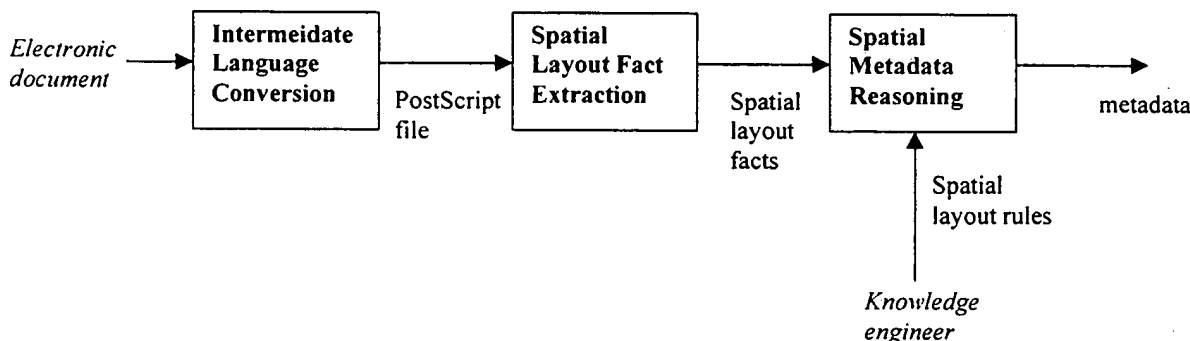 Electronic
document
Intermeidate
Language
Conversion
PostScript
file
Spatial
Layout Fact
Extraction
Spatial
layout
facts
Spatial
Metadata
Reasoning
metadata
Spatial
layout rules
Knowledge
engineer